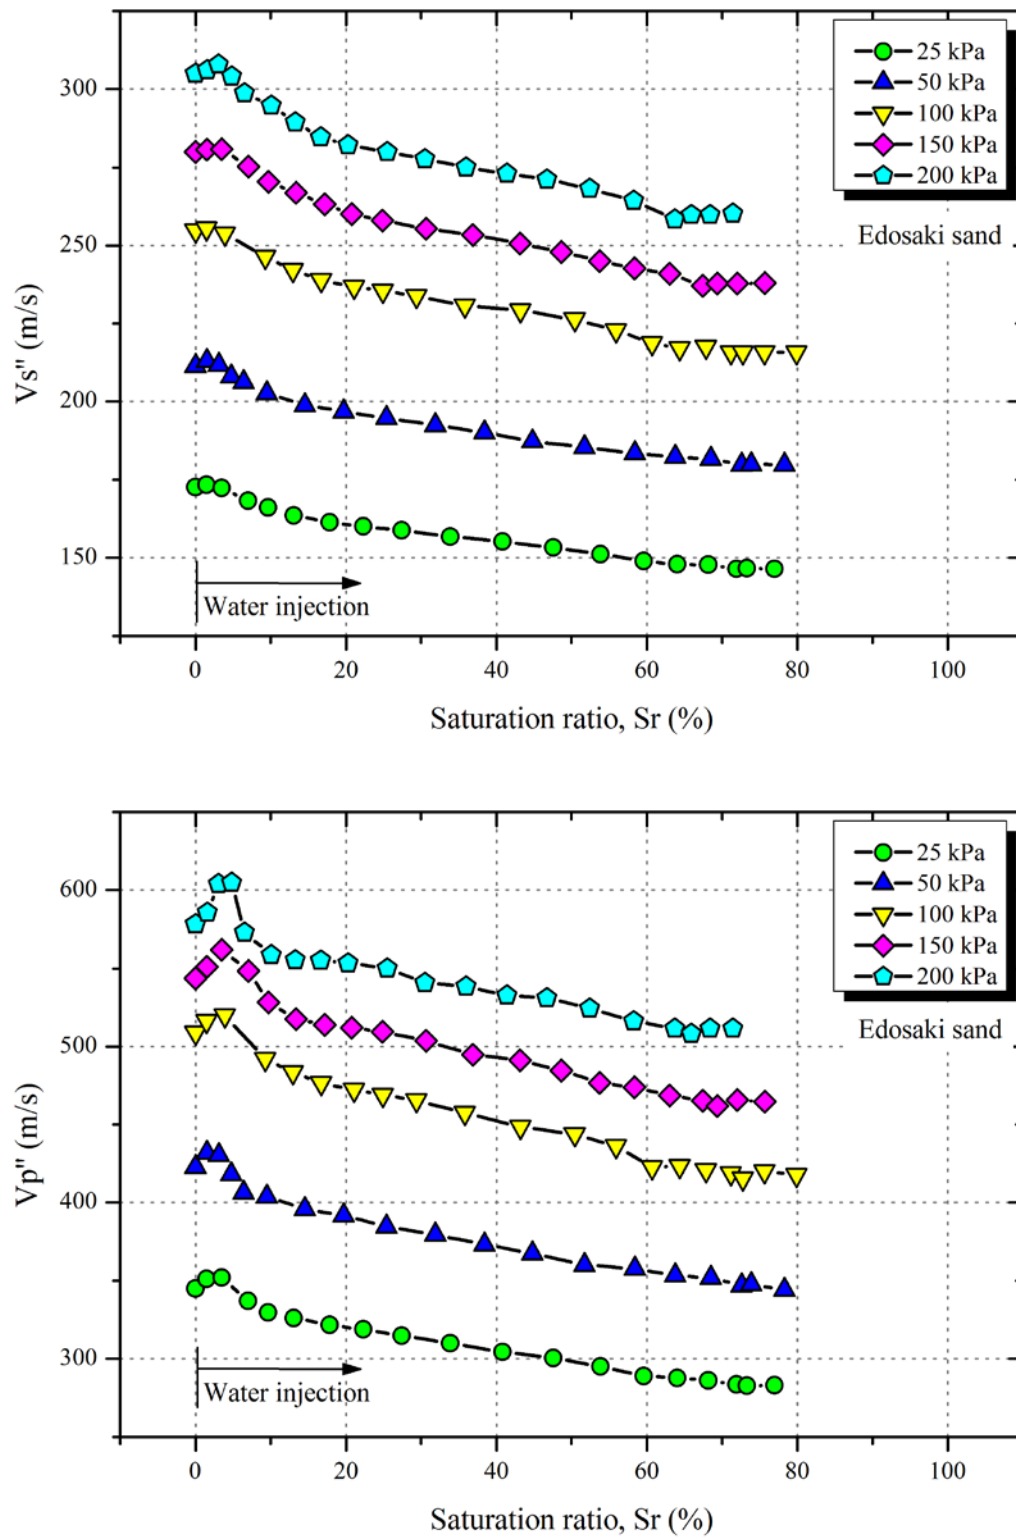 25 kPa
50 kPa
100 kPa
150 kPa
200 kPa
Edosaki sand
300
250
200
150
Vs" (m/s)
Water injection
0 20 40 60 80 100
Saturation ratio, Sr (%)
25 kPa
50 kPa
100 kPa
150 kPa
200 kPa
Edosaki sand
600
500
400
300
Vp" (m/s)
Water injection
0 20 40 60 80 100
Saturation ratio, Sr (%)